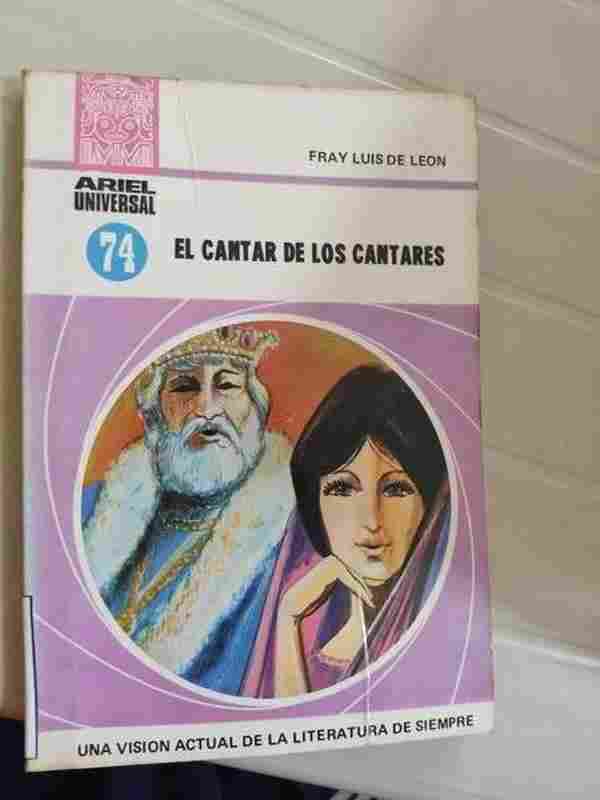 FRAY LUIS DE LEON
ARIEL
UNIVERSAL
74
EL CANTAR DE LOS CANTARES
UNA VISION ACTUAL DE LA LITERATURA DE SIEMPRE